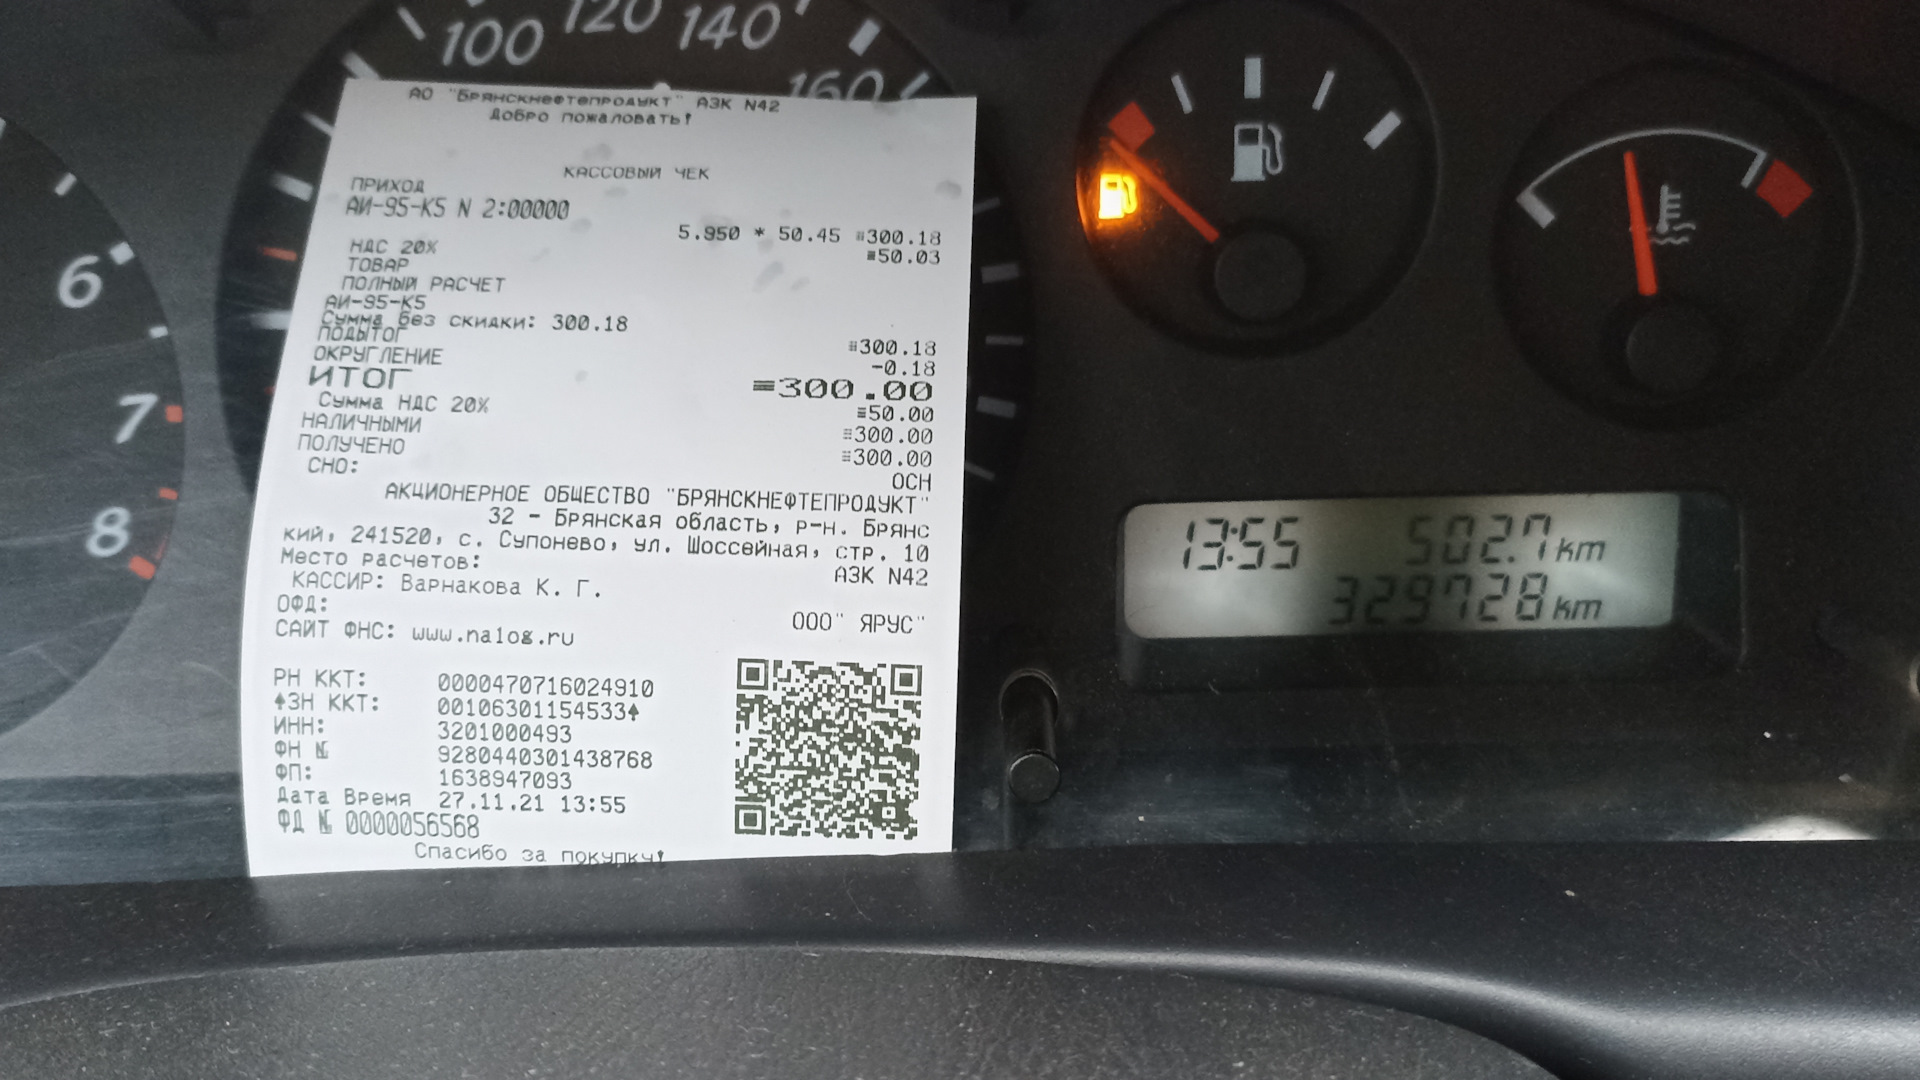 100 120 140 160
6
7
8
АО "Брянскнефтепродукт" АЗК N42
Добро пожаловать!
КАССОВЫЙ ЧЕК
ПРИХОД
АИ-95-К5 N 2:00000
5.950 * 50.45 ≡300.18
НДС 20% ≡50.03
ТОВАР
ПОЛНЫЙ РАСЧЕТ
АИ-95-К5
Сумма без скидки: 300.18
ПОДЫТОГ ≡300.18
ОКРУГЛЕНИЕ -0.18
ИТОГ ≡300.00
Сумма НДС 20% ≡50.00
НАЛИЧНЫМИ ≡300.00
ПОЛУЧЕНО ≡300.00
СНО: ОСН
АКЦИОНЕРНОЕ ОБЩЕСТВО "БРЯНСКНЕФТЕПРОДУКТ"
32 - Брянская область, р-н. Брянс
кий, 241520, с. Супонево, ул. Шоссейная, стр. 10
Место расчетов: АЗК N42
КАССИР: Варнакова К. Г.
ОФД: ООО" ЯРУС"
САЙТ ФНС: www.nalog.ru
РН ККТ: 0000470716024910
↑ЗН ККТ: 00106301154533↑
ИНН: 3201000493
ФН № 9280440301438768
ФП: 1638947093
Дата Время 27.11.21 13:55
ФД № 0000056568
Спасибо за покупку!
13:55 502.7 km
329728 km